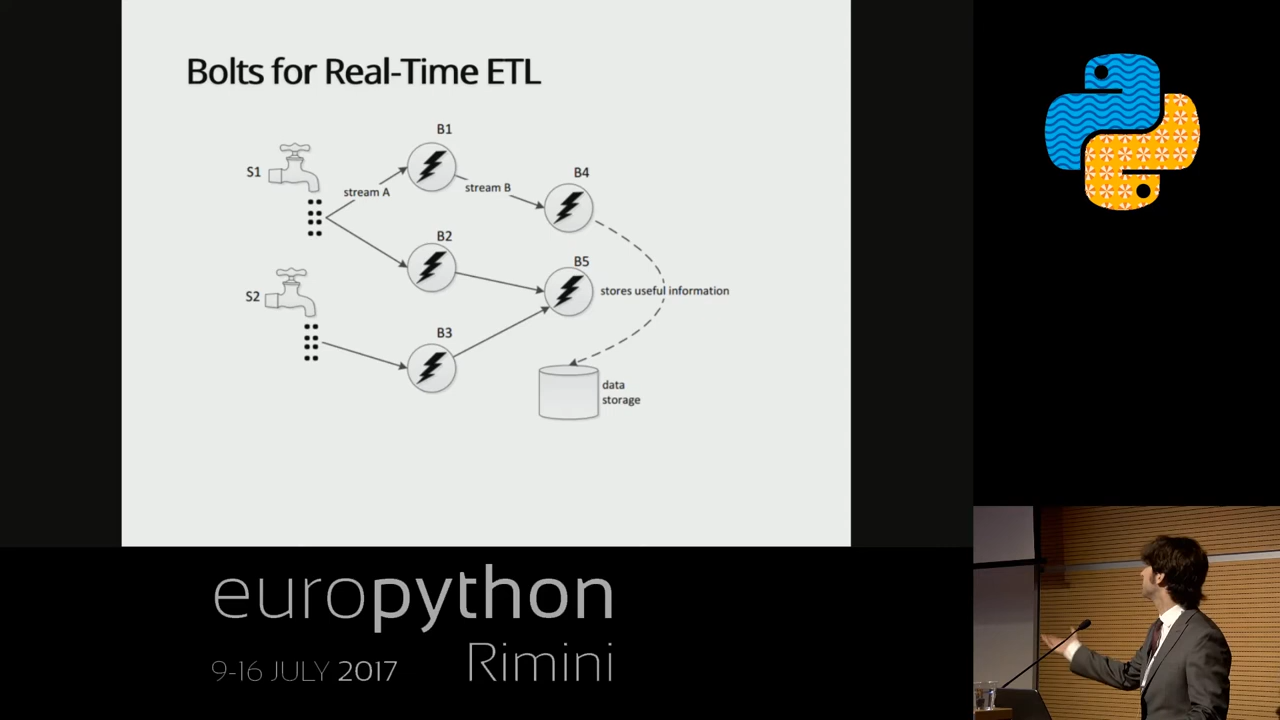 Bolts for Real-Time ETL
B1
S1
B4
stream A
stream B
B2
B5
S2
stores useful information
B3
data
storage
europython
Rimini
9-16 JULY 2017